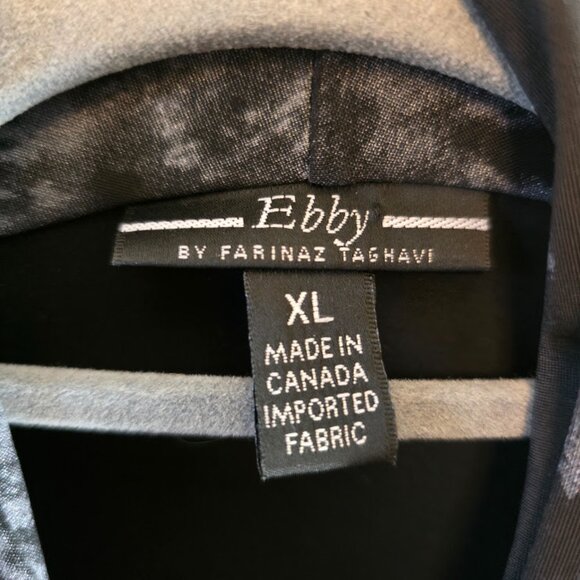 Ebby
BY FARINAZ TAGHAVI
XL
MADE IN
CANADA
IMPORTED
FABRIC